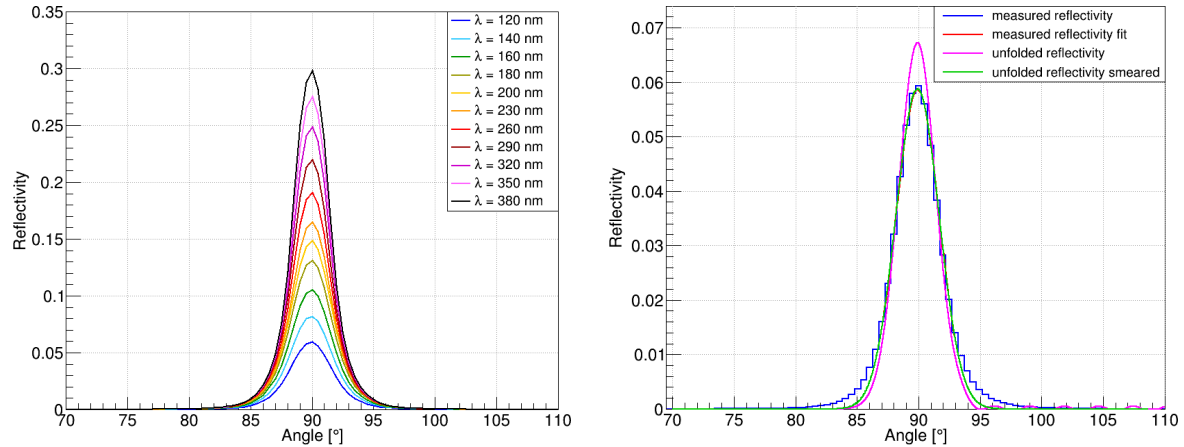 Reflectivity
0.3
0.25
0.2
0.15
0.1
0.05
0
70 75 80 85 90 95 100 105 110
Angle [°]
λ = 120 nm
λ = 140 nm
λ = 160 nm
λ = 180 nm
λ = 200 nm
λ = 230 nm
λ = 260 nm
λ = 290 nm
λ = 320 nm
λ = 350 nm
λ = 380 nm
Reflectivity
0.07
0.06
0.05
0.04
0.03
0.02
0.01
0
70 75 80 85 90 95 100 105 110
Angle [°]
measured reflectivity
measured reflectivity fit
unfolded reflectivity
unfolded reflectivity smeared